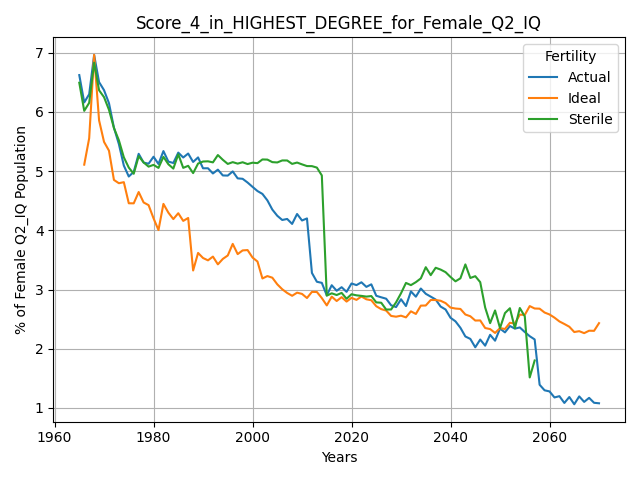 Score_4_in_HIGHEST_DEGREE_for_Female_Q2_IQ
Fertility
Actual
Ideal
Sterile
% of Female Q2_IQ Population
7
6
5
4
3
2
1
1960 1980 2000 2020 2040 2060
Years